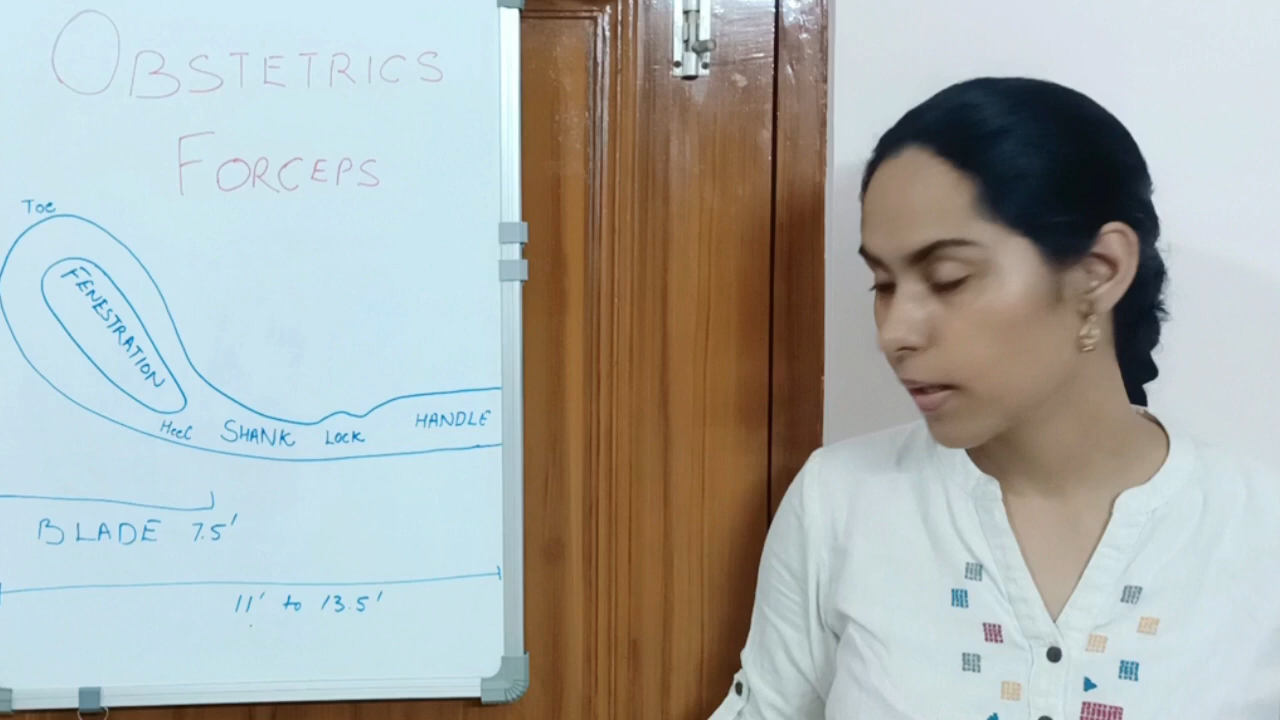 OBSTETRICS
FORCEPS
Toe
FENESTRATION
Heel SHANK Lock HANDLE
BLADE 7.5'
11' to 13.5'